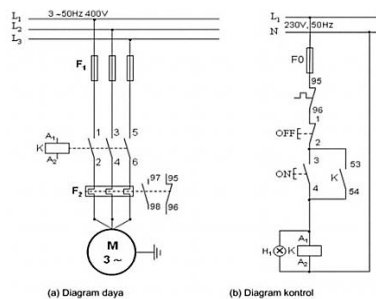 L1 3 ~50Hz 400V
L2
L3
F1
1 3 5
A1
K
A2
2 4 6
F2
97 95
98 96
M
3 ~
(a) Diagram daya
L1
230V, 50Hz
N
F0
95
96
1
OFF
2
3
53
ON
K
4
54
H1
K
A1
A2
(b) Diagram kontrol